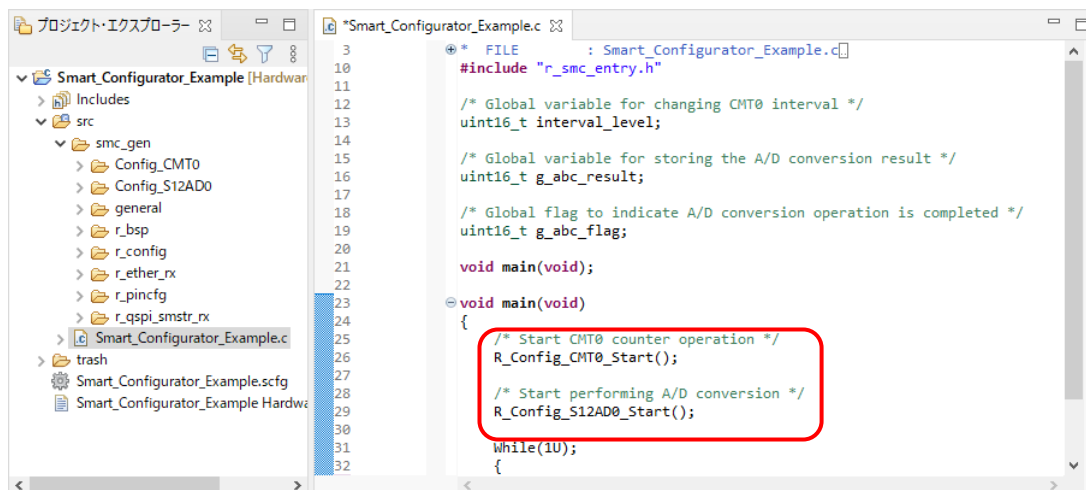 プロジェクト・エクスプローラー
Smart_Configurator_Example [Hardwar
Includes
src
smc_gen
Config_CMT0
Config_S12AD0
general
r_bsp
r_config
r_ether_rx
r_pincfg
r_qspi_smstr_rx
Smart_Configurator_Example.c
trash
Smart_Configurator_Example.scfg
Smart_Configurator_Example Hardwa
*Smart_Configurator_Example.c
3 * FILE : Smart_Configurator_Example.c
10 #include "r_smc_entry.h"
11
12 /* Global variable for changing CMT0 interval */
13 uint16_t interval_level;
14
15 /* Global variable for storing the A/D conversion result */
16 uint16_t g_abc_result;
17
18 /* Global flag to indicate A/D conversion operation is completed */
19 uint16_t g_abc_flag;
20
21 void main(void);
22
23 void main(void)
24 {
25 /* Start CMT0 counter operation */
26 R_Config_CMT0_Start();
27
28 /* Start performing A/D conversion */
29 R_Config_S12AD0_Start();
30
31 While(1U);
32 {